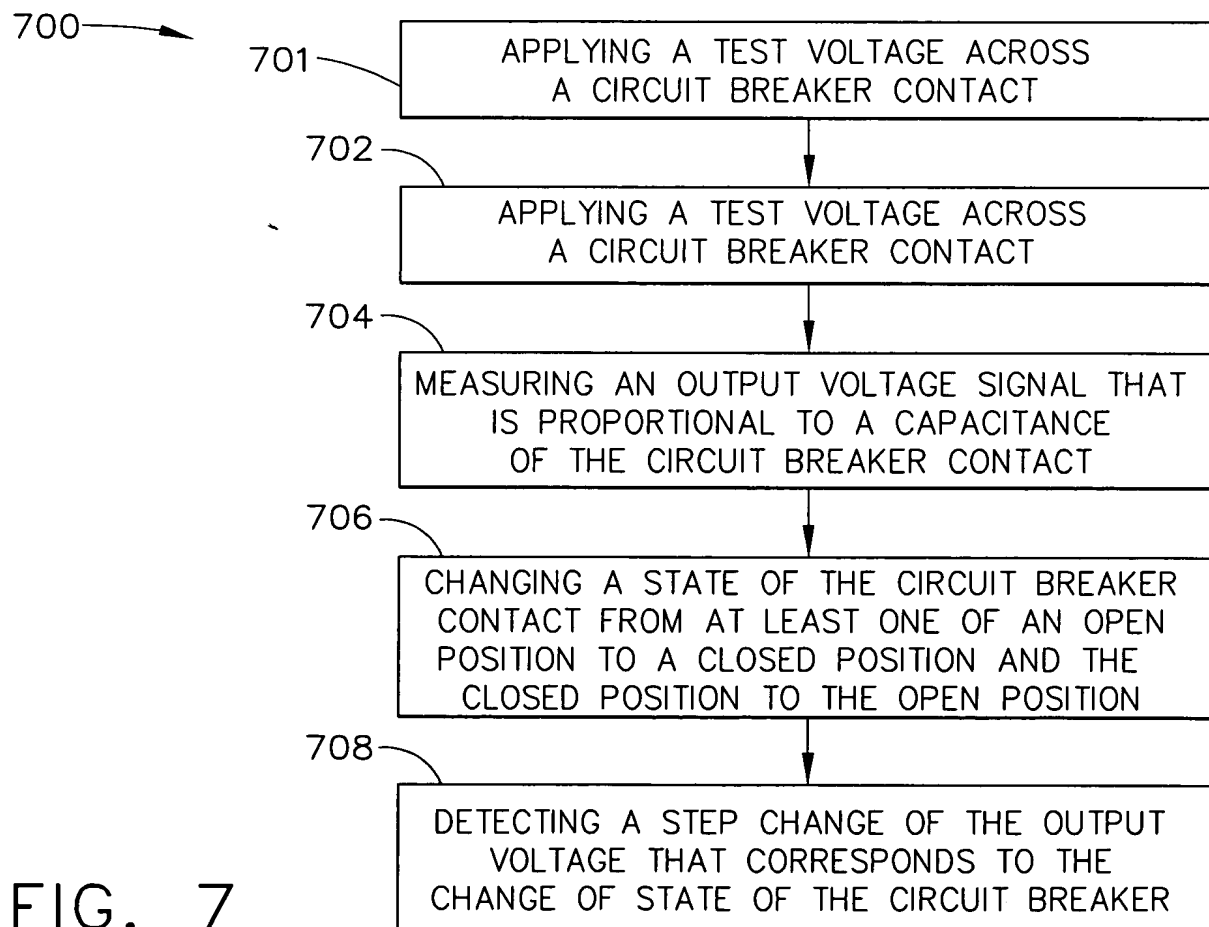 700
701
APPLYING A TEST VOLTAGE ACROSS
A CIRCUIT BREAKER CONTACT
702
APPLYING A TEST VOLTAGE ACROSS
A CIRCUIT BREAKER CONTACT
704
MEASURING AN OUTPUT VOLTAGE SIGNAL THAT
IS PROPORTIONAL TO A CAPACITANCE
OF THE CIRCUIT BREAKER CONTACT
706
CHANGING A STATE OF THE CIRCUIT BREAKER
CONTACT FROM AT LEAST ONE OF AN OPEN
POSITION TO A CLOSED POSITION AND THE
CLOSED POSITION TO THE OPEN POSITION
708
DETECTING A STEP CHANGE OF THE OUTPUT
VOLTAGE THAT CORRESPONDS TO THE
CHANGE OF STATE OF THE CIRCUIT BREAKER
FIG. 7